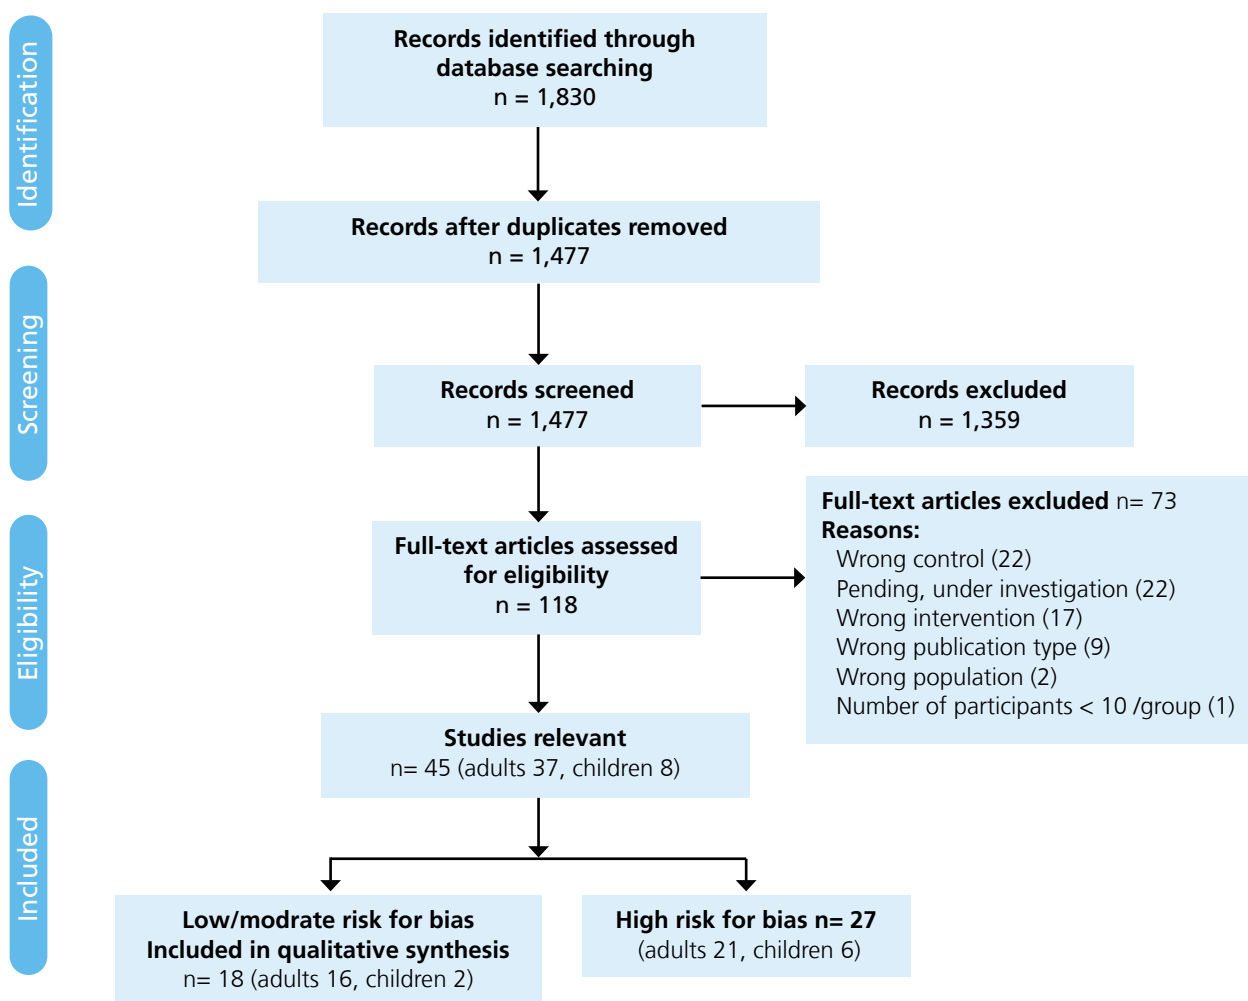 Identification
Records identified through
database searching
n = 1,830
Records after duplicates removed
n = 1,477
Screening
Records screened
n = 1,477
Records excluded
n = 1,359
Eligibility
Full-text articles assessed
for eligibility
n = 118
Full-text articles excluded n= 73
Reasons:
Wrong control (22)
Pending, under investigation (22)
Wrong intervention (17)
Wrong publication type (9)
Wrong population (2)
Number of participants < 10 /group (1)
Studies relevant
n= 45 (adults 37, children 8)
Included
Low/modrate risk for bias
Included in qualitative synthesis
n= 18 (adults 16, children 2)
High risk for bias n= 27
(adults 21, children 6)